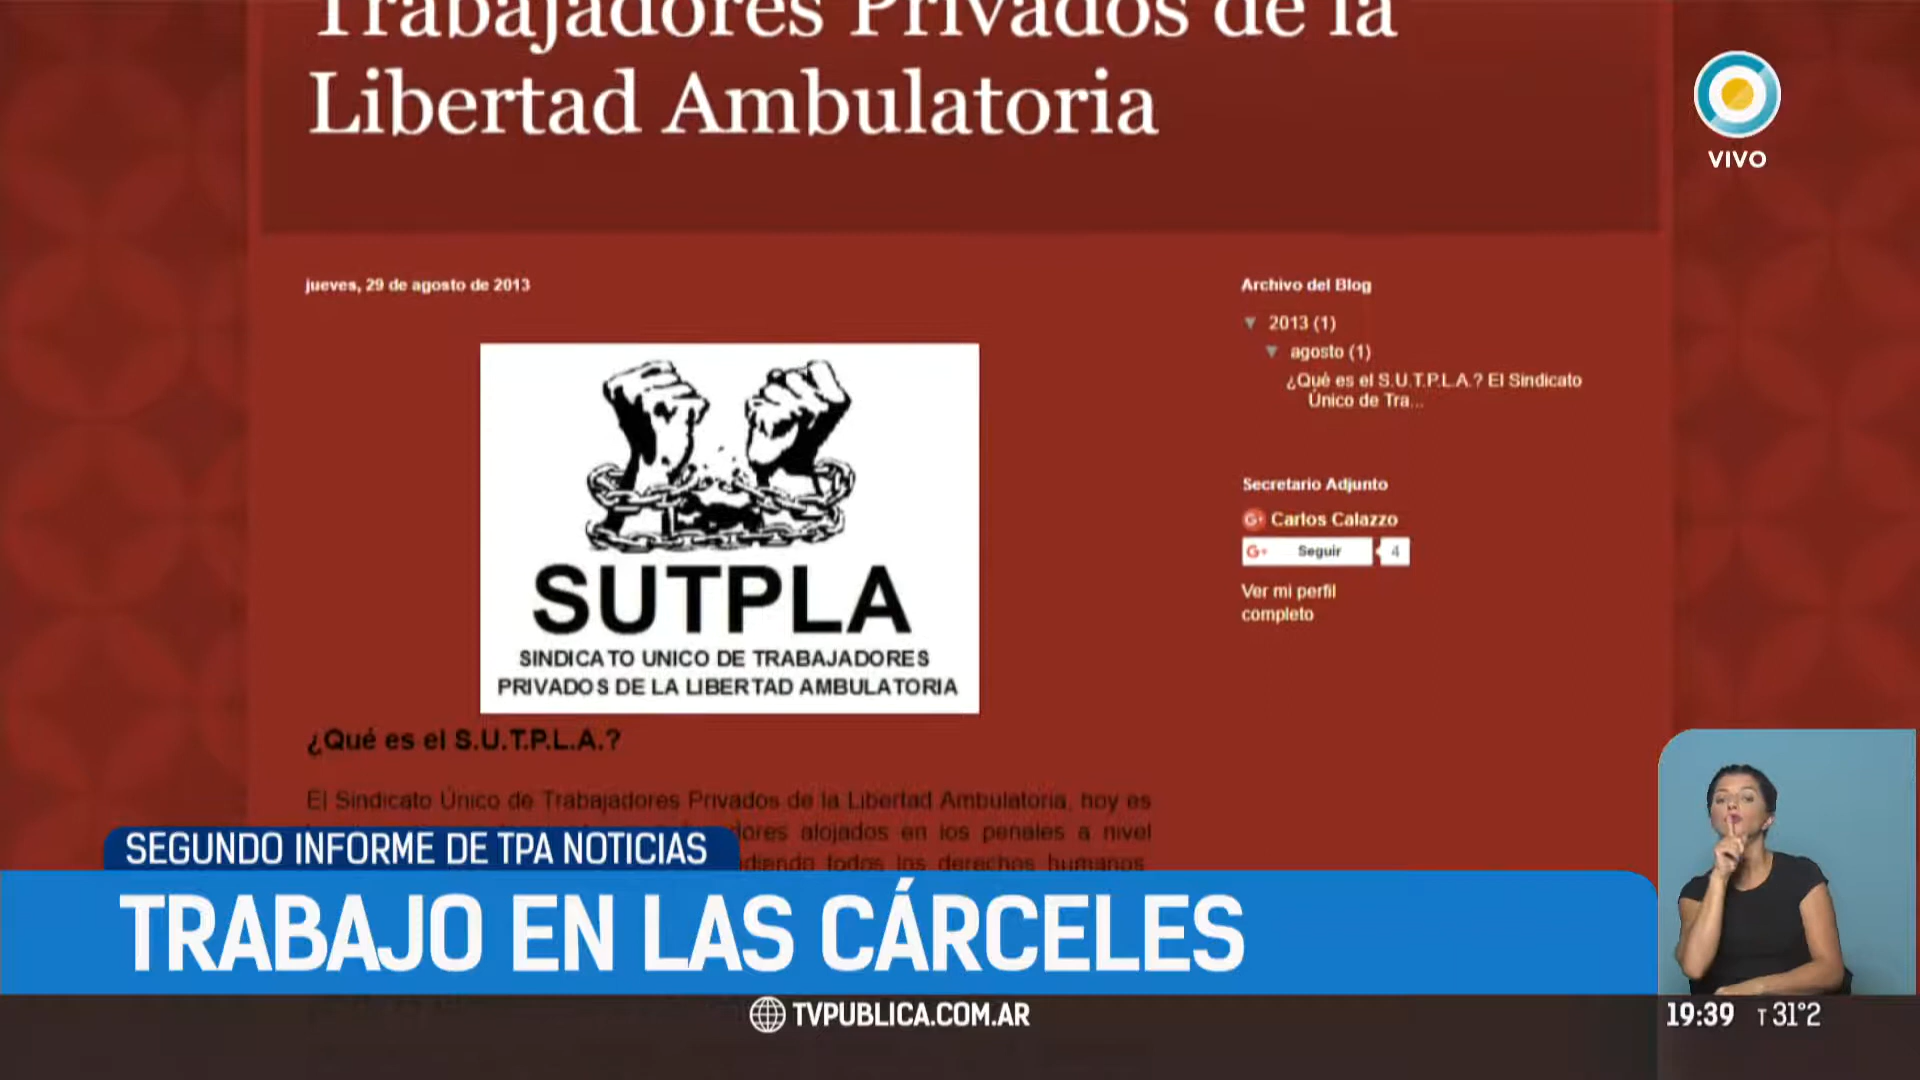 Trabajadores Privados de la
Libertad Ambulatoria
VIVO
jueves, 29 de agosto de 2013
SUTPLA
SINDICATO UNICO DE TRABAJADORES
PRIVADOS DE LA LIBERTAD AMBULATORIA
¿Qué es el S.U.T.P.L.A.?
El Sindicato Único de Trabajadores Privados de la Libertad Ambulatoria, hoy es
alojados en los penales a nivel
todos los derechos humanos,
Archivo del Blog
▼ 2013 (1)
▼ agosto (1)
¿Qué es el S.U.T.P.L.A.? El Sindicato
Único de Tra...
Secretario Adjunto
G+ Carlos Calazzo
G+ Seguir 4
Ver mi perfil
completo
SEGUNDO INFORME DE TPA NOTICIAS
TRABAJO EN LAS CÁRCELES
TVPUBLICA.COM.AR
19:39 T 31°2